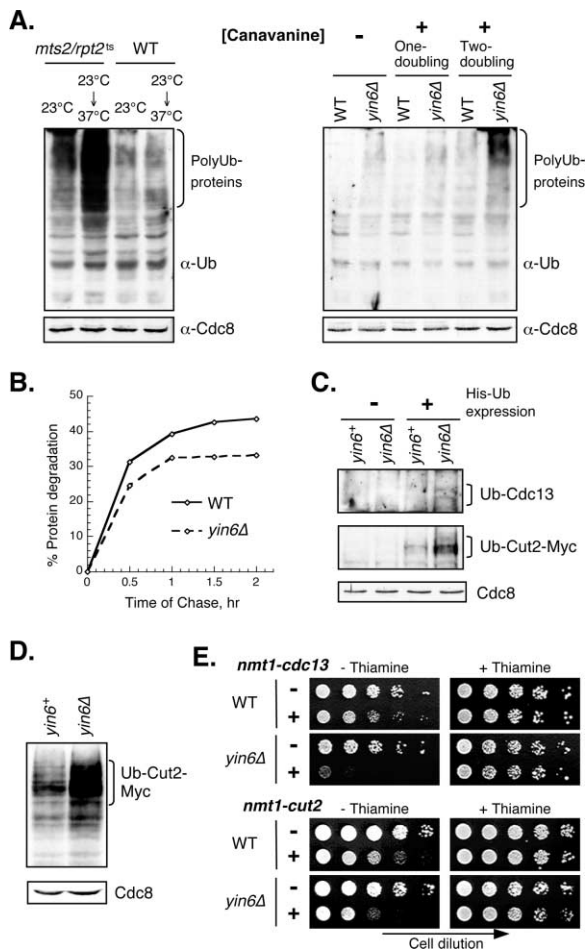 A.
mts2/rpt2ts WT
23°C 23°C
23°C ↓ 23°C ↓
37°C 37°C
PolyUb-
proteins
α-Ub
α-Cdc8
[Canavanine] - + +
One-
doubling
Two-
doubling
WT yin6Δ WT yin6Δ WT yin6Δ
PolyUb-
proteins
α-Ub
α-Cdc8
B.
% Protein degradation
50
40
30
20
10
0
WT
yin6Δ
0 0.5 1 1.5 2
Time of Chase, hr
C.
His-Ub
expression
- +
yin6+ yin6Δ yin6+ yin6Δ
Ub-Cdc13
Ub-Cut2-Myc
Cdc8
D.
yin6+ yin6Δ
Ub-Cut2-
Myc
Cdc8
E.
nmt1-cdc13
- Thiamine + Thiamine
WT - +
yin6Δ - +
nmt1-cut2
- Thiamine + Thiamine
WT - +
yin6Δ - +
Cell dilution